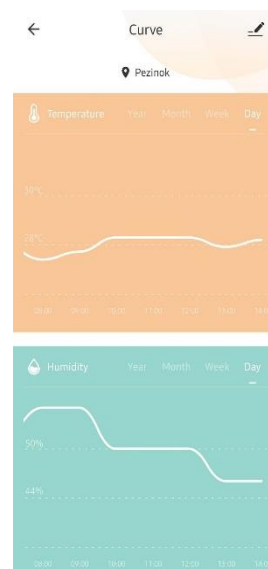 Curve
Pezinok
Temperature Year Month Week Day
28°C
08:00 09:00 10:00 11:00 12:00 13:00
Humidity Year Month Week Day
50%
44%
08:00 09:00 10:00 11:00 12:00 13:00